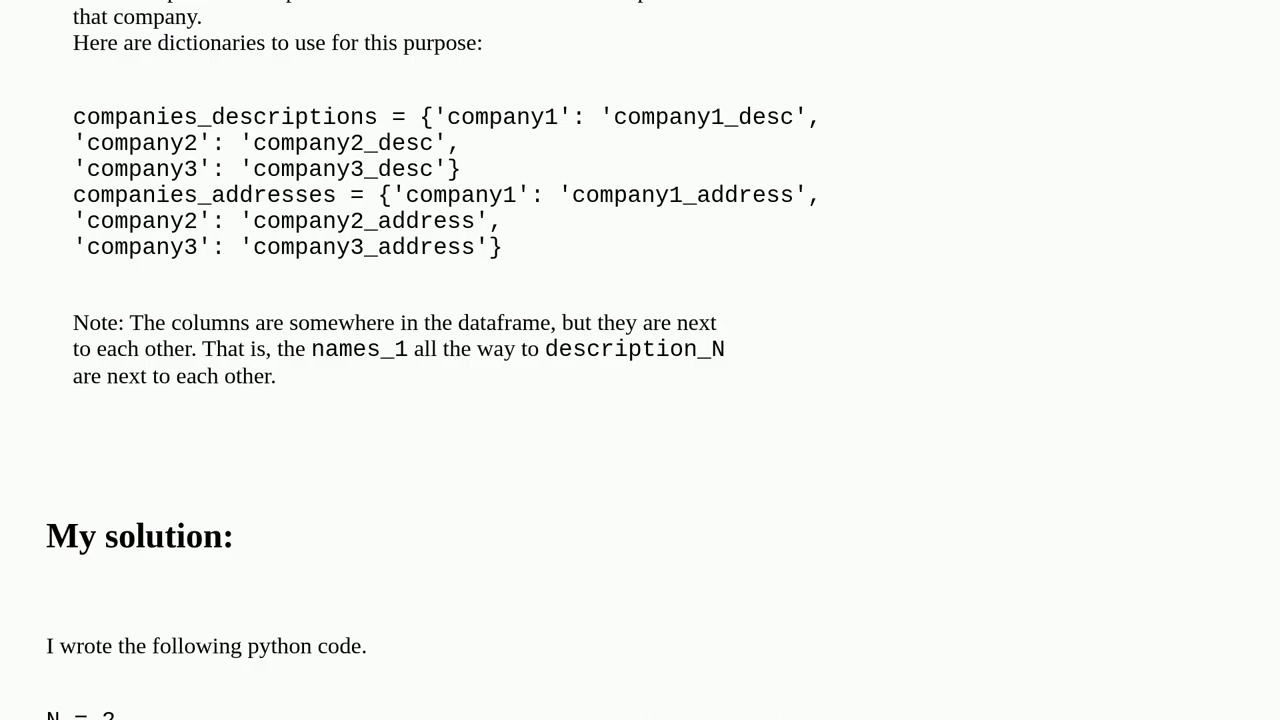 that company.
Here are dictionaries to use for this purpose:
companies_descriptions = {'company1': 'company1_desc',
'company2': 'company2_desc',
'company3': 'company3_desc'}
companies_addresses = {'company1': 'company1_address',
'company2': 'company2_address',
'company3': 'company3_address'}
Note: The columns are somewhere in the dataframe, but they are next
to each other. That is, the names_1 all the way to description_N
are next to each other.
My solution:
I wrote the following python code.
N = 2